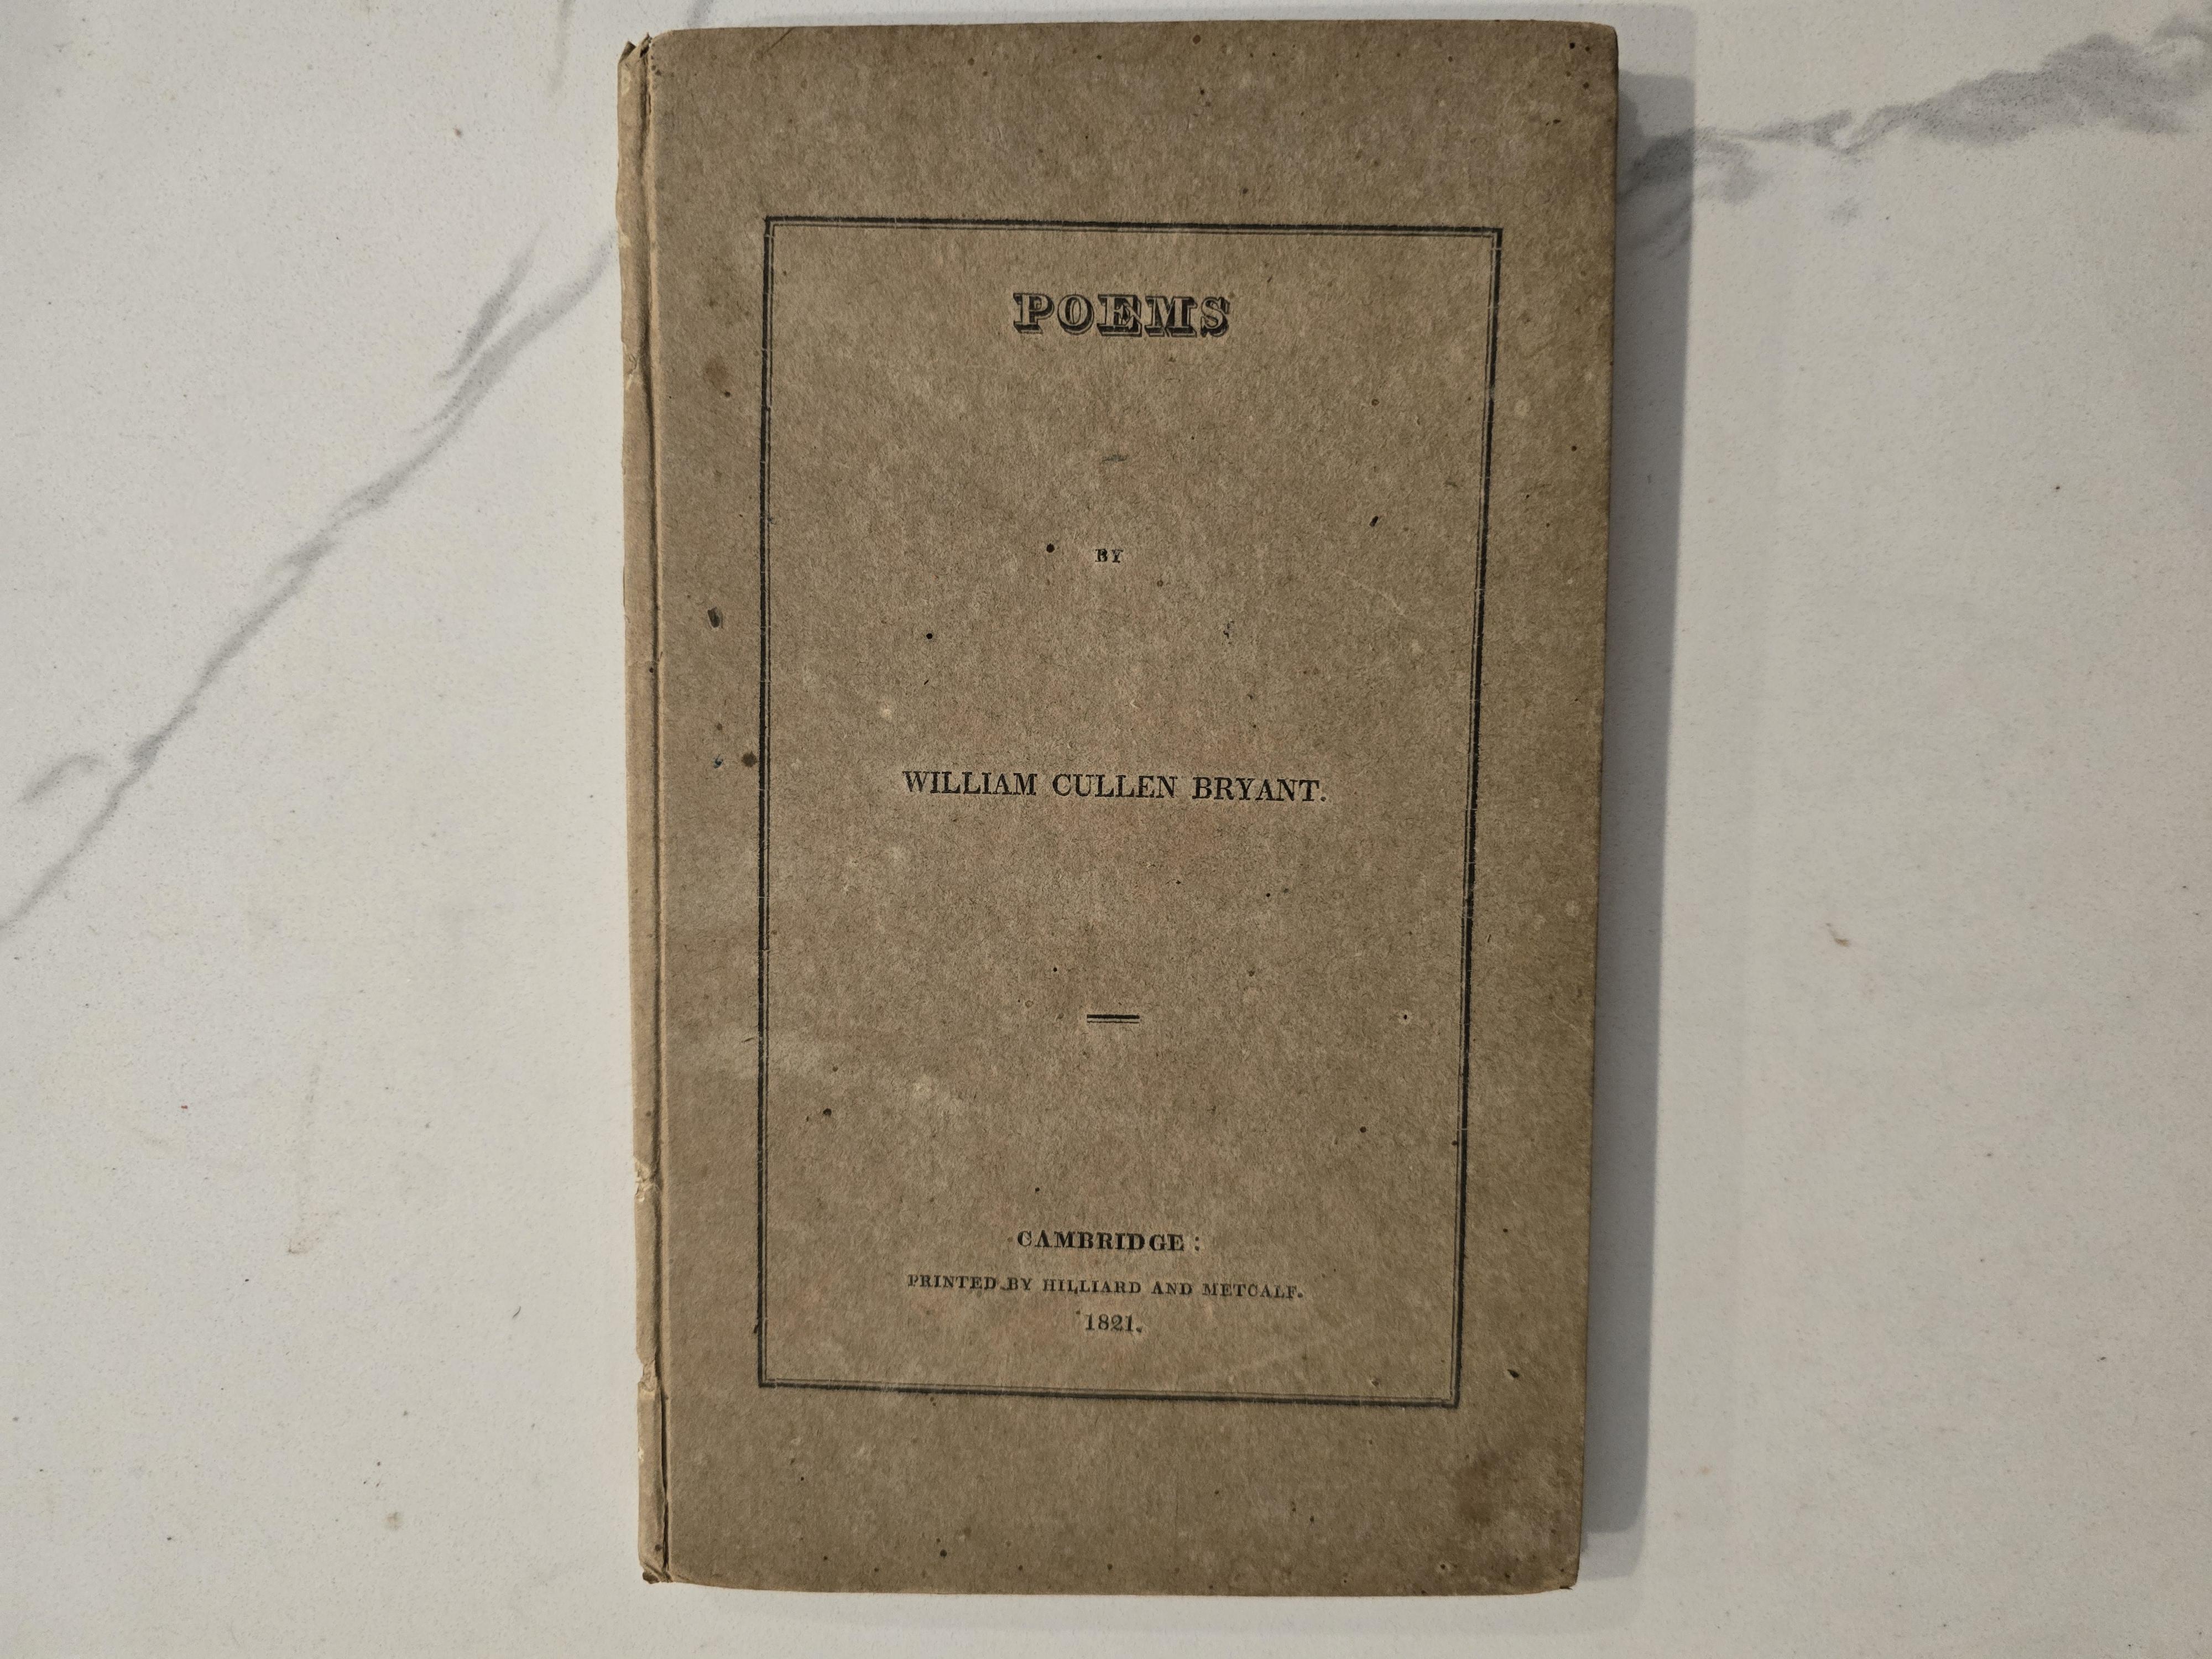 POEMS
BY
WILLIAM CULLEN BRYANT.
CAMBRIDGE:
PRINTED BY HILLIARD AND METCALF.
1821.